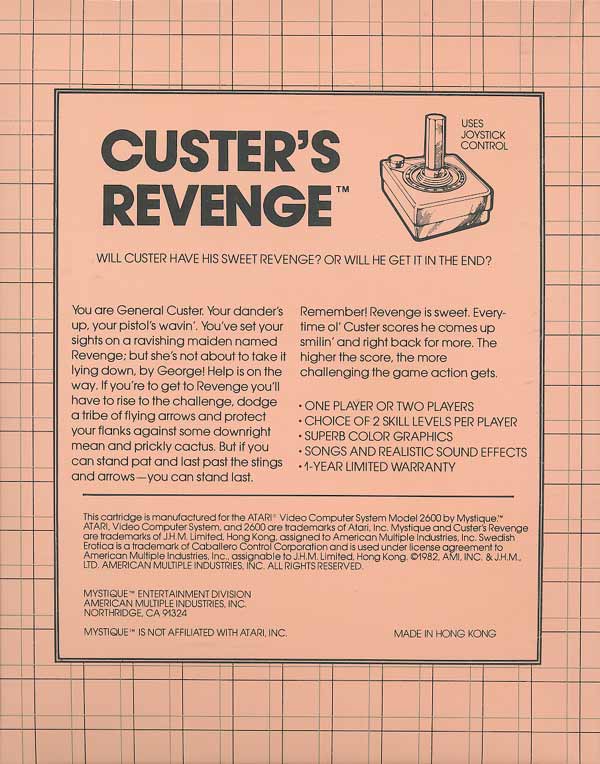 CUSTER'S
REVENGE™
USES
JOYSTICK
CONTROL
WILL CUSTER HAVE HIS SWEET REVENGE? OR WILL HE GET IT IN THE END?
You are General Custer. Your dander's
up, your pistol's wavin'. You've set your
sights on a ravishing maiden named
Revenge; but she's not about to take it
lying down, by George! Help is on the
way. If you're to get to Revenge you'll
have to rise to the challenge, dodge
a tribe of flying arrows and protect
your flanks against some downright
mean and prickly cactus. But if you
can stand pat and last past the stings
and arrows—you can stand last.
Remember! Revenge is sweet. Every-
time ol' Custer scores he comes up
smilin' and right back for more. The
higher the score, the more
challenging the game action gets.
• ONE PLAYER OR TWO PLAYERS
• CHOICE OF 2 SKILL LEVELS PER PLAYER
• SUPERB COLOR GRAPHICS
• SONGS AND REALISTIC SOUND EFFECTS
• 1-YEAR LIMITED WARRANTY
This cartridge is manufactured for the ATARI® Video Computer System Model 2600 by Mystique.™
ATARI, Video Computer System, and 2600 are trademarks of Atari, Inc. Mystique and Custer's Revenge
are trademarks of J.H.M. Limited, Hong Kong, assigned to American Multiple Industries, Inc. Swedish
Erotica is a trademark of Caballero Control Corporation and is used under license agreement to
American Multiple Industries, Inc., assignable to J.H.M. Limited, Hong Kong. ©1982, AMI, INC. & J.H.M.,
LTD. AMERICAN MULTIPLE INDUSTRIES, INC. ALL RIGHTS RESERVED.
MYSTIQUE™ ENTERTAINMENT DIVISION
AMERICAN MULTIPLE INDUSTRIES, INC.
NORTHRIDGE, CA 91324
MYSTIQUE™ IS NOT AFFILIATED WITH ATARI, INC.
MADE IN HONG KONG